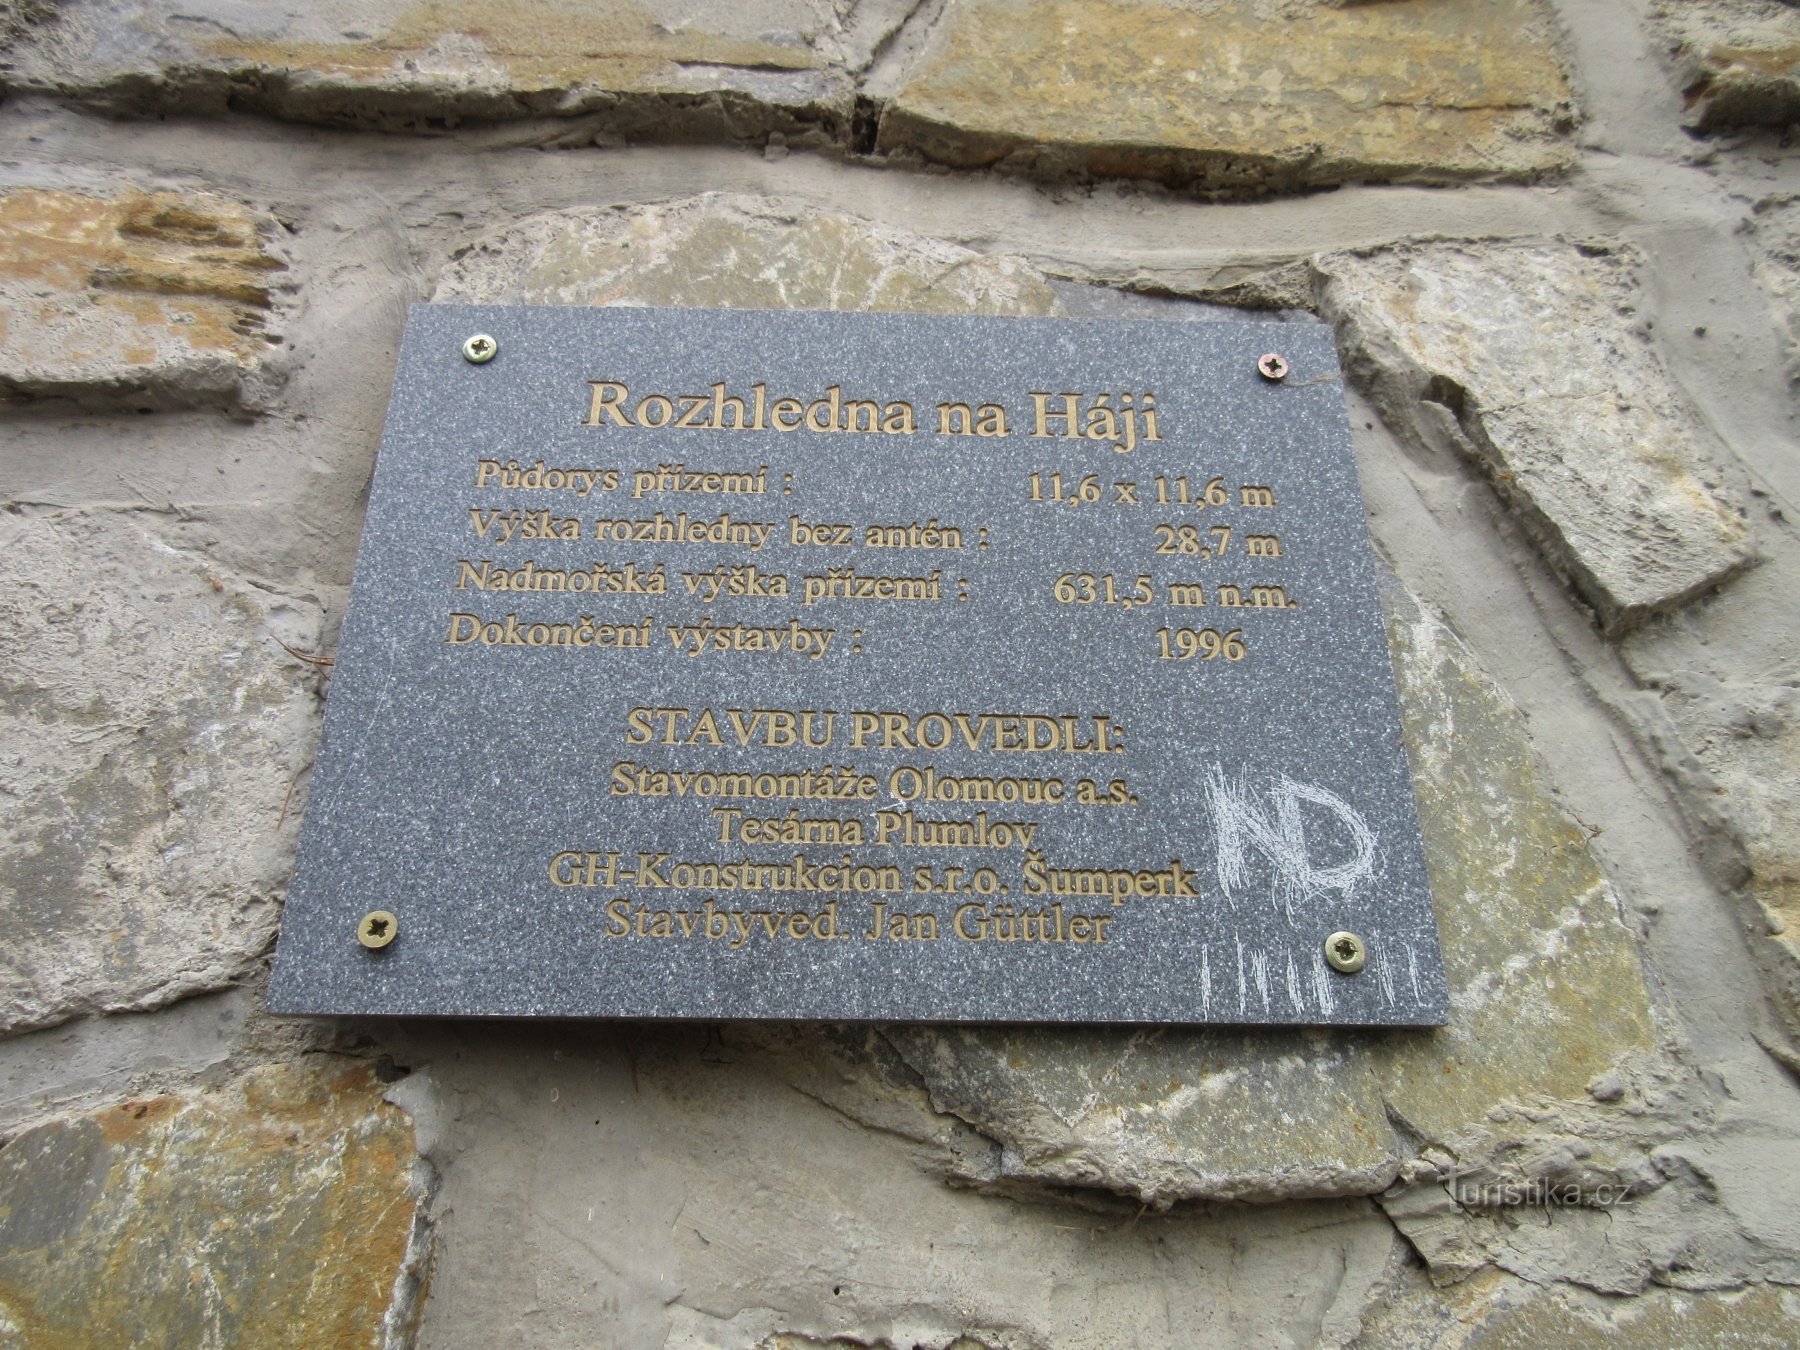 Rozhledna na Háji
Půdorys přízemí : 11,6 x 11,6 m
Výška rozhledny bez antén : 28,7 m
Nadmořská výška přízemí : 631,5 m n.m.
Dokončení výstavby : 1996
STAVBU PROVEDLI:
Stavomontáže Olomouc a.s.
Tesárna Plumlov
GH-Konstrukcion s.r.o. Šumperk
Stavbyved. Jan Güttler
ND
Turistika.cz